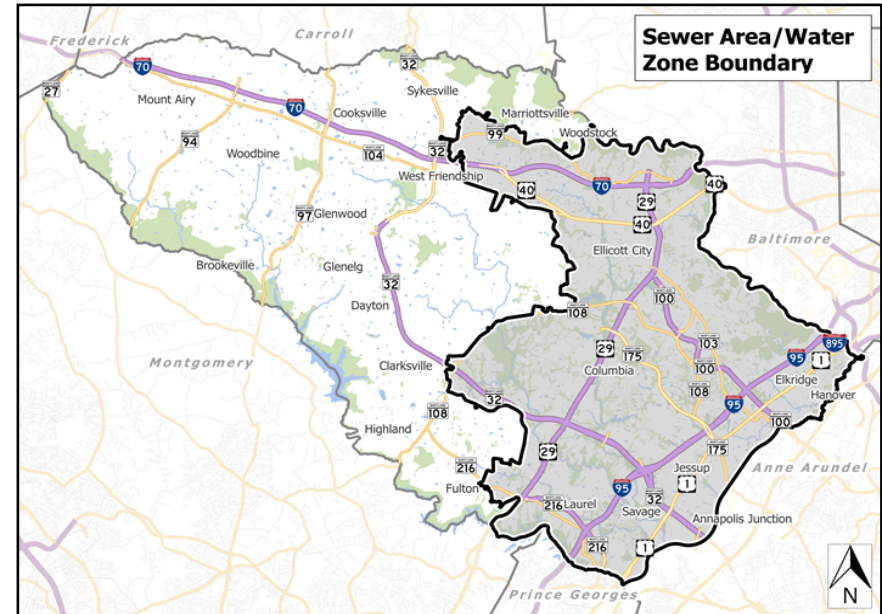 Sewer Area/Water
Zone Boundary
Frederick
Carroll
70
32
27
Mount Airy
Sykesville
70
Cooksville
Marriottsville
99
Woodstock
94
Woodbine
104
32
West Friendship
40
70
40
29
97
Glenwood
40
Ellicott City
Baltimore
Brookeville
Glenelg
32
100
Dayton
108
103
895
29
175
95
1
Montgomery
Clarksville
Columbia
100
Elkridge
32
108
95
Hanover
108
100
Highland
29
175
Anne Arundel
216
Jessup
Fulton
95
1
32
216
Laurel
Savage
Annapolis Junction
216
1
Prince Georges
N